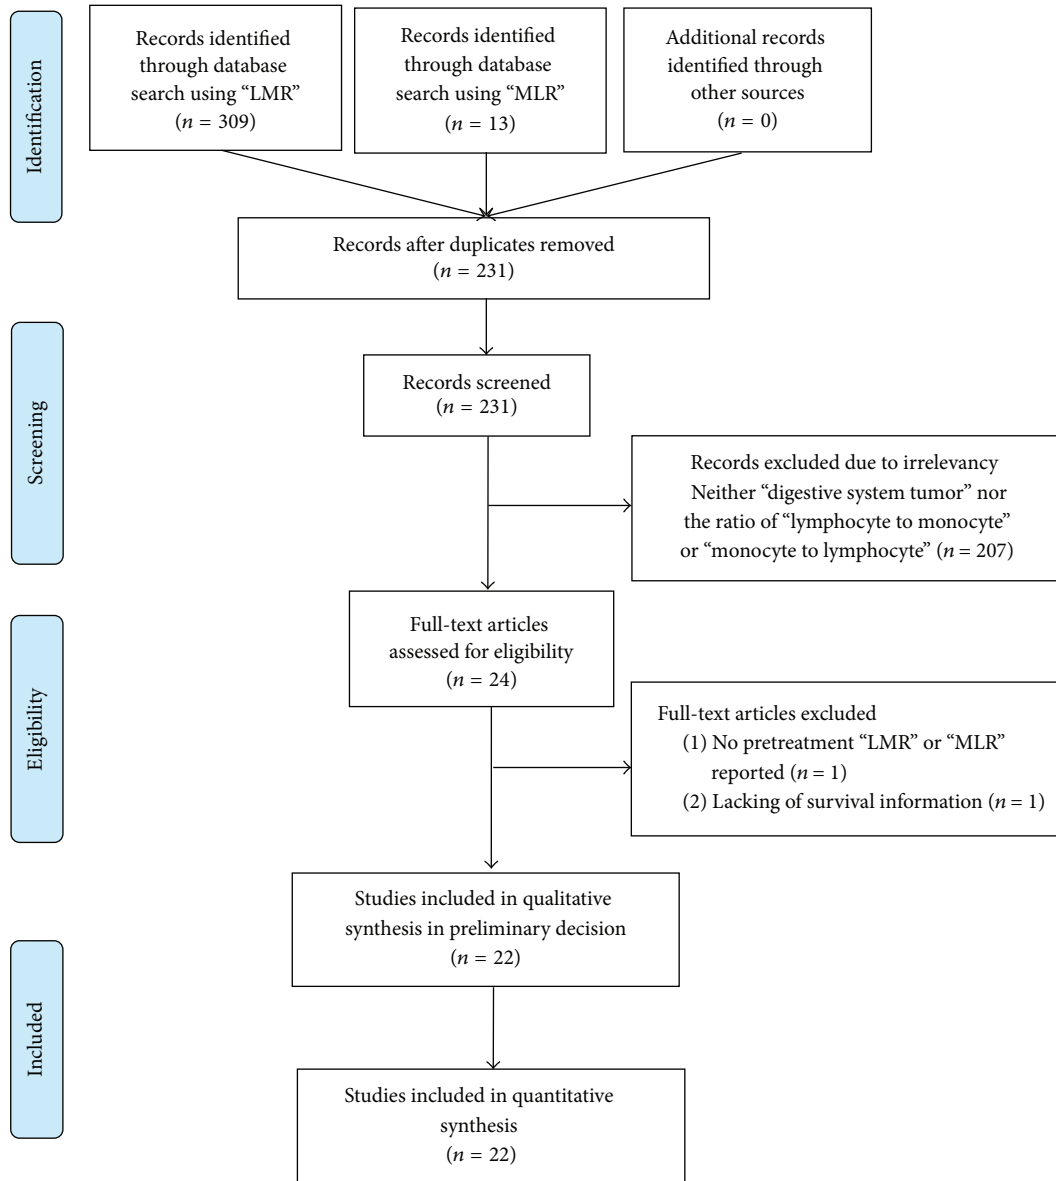 Identification
Records identified
through database
search using “LMR”
(n = 309)
Records identified
through database
search using “MLR”
(n = 13)
Additional records
identified through
other sources
(n = 0)
Records after duplicates removed
(n = 231)
Screening
Records screened
(n = 231)
Records excluded due to irrelevancy
Neither “digestive system tumor” nor
the ratio of “lymphocyte to monocyte”
or “monocyte to lymphocyte” (n = 207)
Eligibility
Full-text articles
assessed for eligibility
(n = 24)
Full-text articles excluded
(1) No pretreatment “LMR” or “MLR”
reported (n = 1)
(2) Lacking of survival information (n = 1)
Included
Studies included in qualitative
synthesis in preliminary decision
(n = 22)
Studies included in quantitative
synthesis
(n = 22)